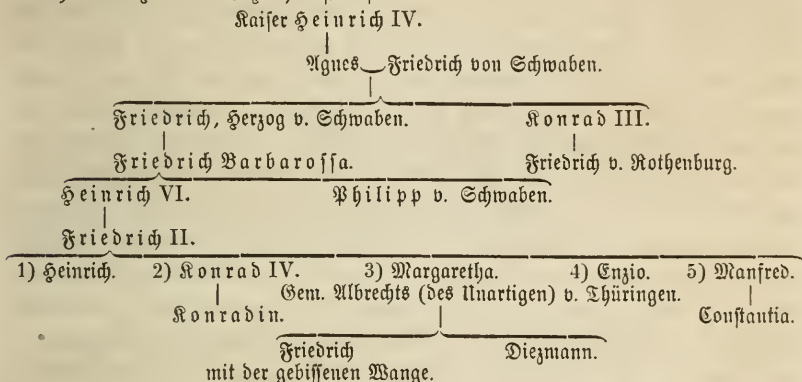 Kaiser Heinrich IV.
Agnes Friedrich von Schwaben.
Friedrich, Herzog v. Schwaben. Konrad III.
Friedrich Barbarossa. Friedrich v. Rothenburg.
Heinrich VI. Philipp v. Schwaben.
Friedrich II.
1) Heinrich. 2) Konrad IV. 3) Margaretha. 4) Enzio. 5) Manfred.
Gem. Albrechts (des Unartigen) v. Thüringen.
Konradin. Constantia.
Friedrich Diezmann.
mit der gebissenen Wange.